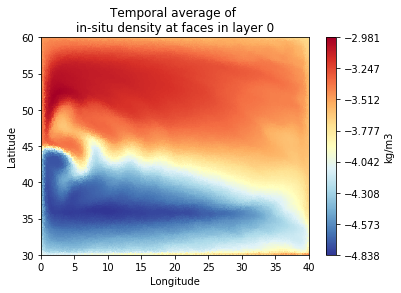 Temporal average of
in-situ density at faces in layer 0
60
55
50
45
40
35
30
Latitude
0 5 10 15 20 25 30 35 40
Longitude
−2.981
−3.247
−3.512
−3.777
−4.042
−4.308
−4.573
−4.838
kg/m3